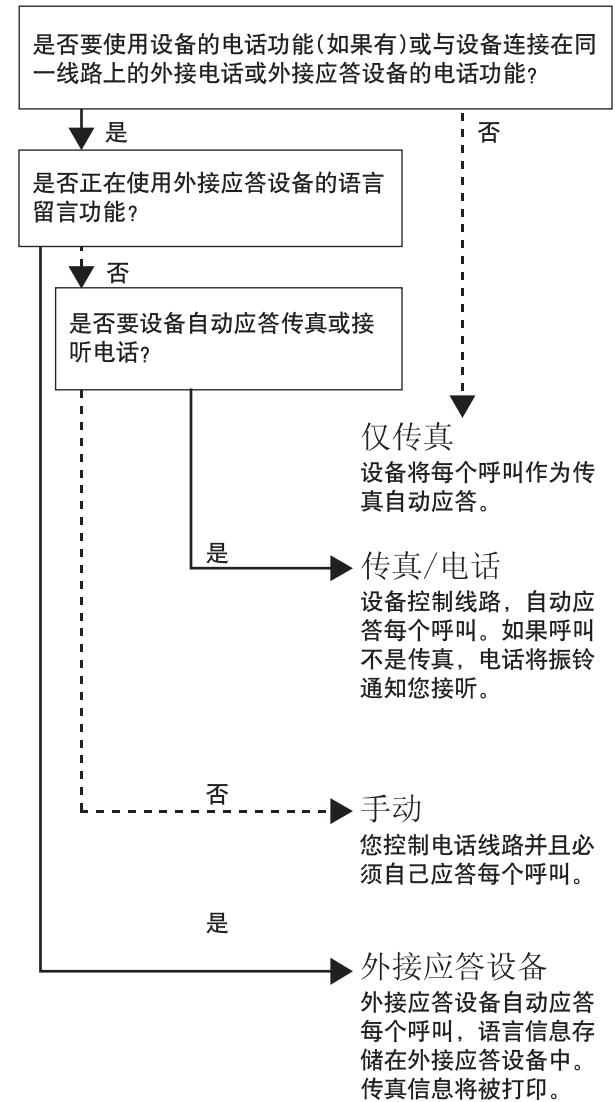 是否要使用设备的电话功能(如果有)或与设备连接在同
一线路上的外接电话或外接应答设备的电话功能?
是
否
是否正在使用外接应答设备的语言
留言功能?
否
是否要设备自动应答传真或接
听电话?
仅传真
设备将每个呼叫作为传
真自动应答。
是
传真/电话
设备控制线路，自动应
答每个呼叫。如果呼叫
不是传真，电话将振铃
通知您接听。
否
手动
您控制电话线路并且必
须自己应答每个呼叫。
是
外接应答设备
外接应答设备自动应答
每个呼叫，语言信息存
储在外接应答设备中。
传真信息将被打印。